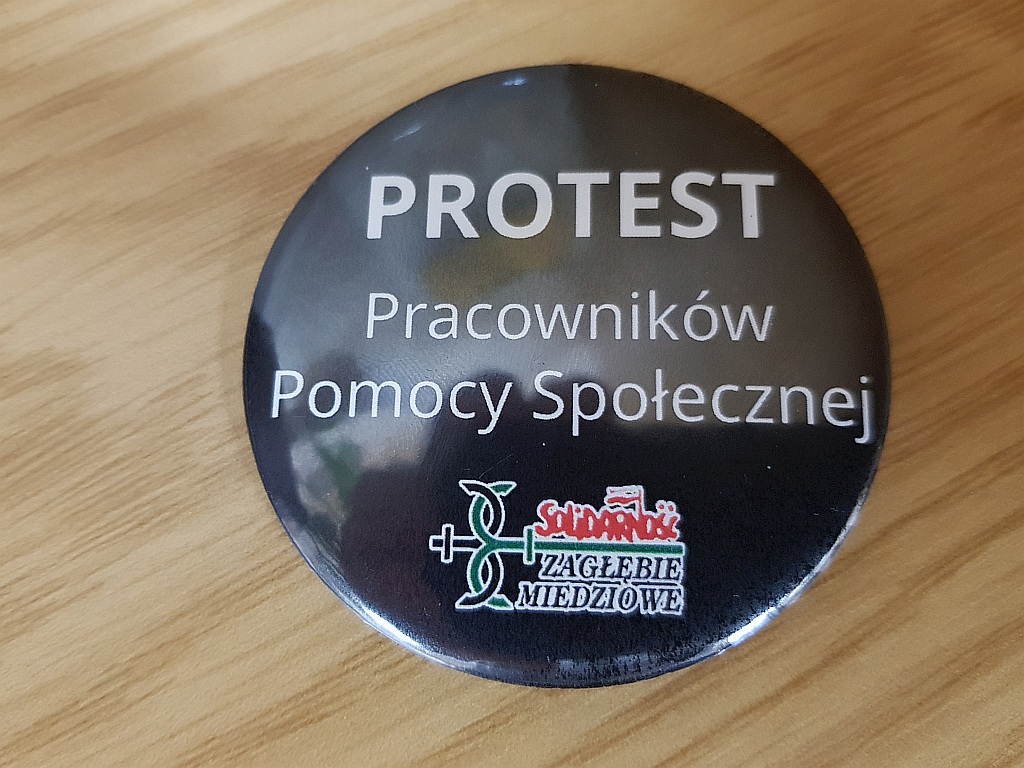 PROTEST
Pracowników
Pomocy Społecznej
SOLIDARNOŚĆ
ZAGŁĘBIE
MIEDZIOWE